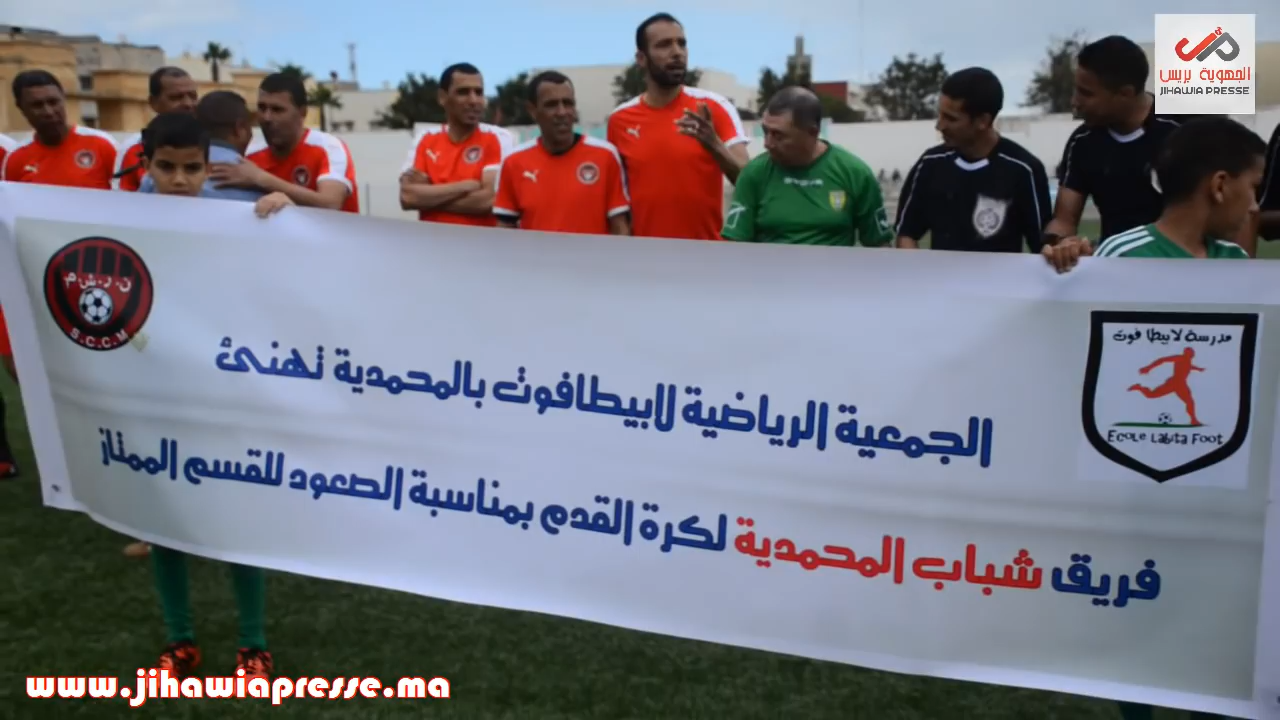 الجهوية بريس
JIHAWIA PRESSE
ن.ر.ش.م
S.C.C.M
مدرسة لابيطا فوت
Ecole Labita Foot
الجمعية الرياضية لابيطافوت بالمحمدية تهنئ
فريق شباب المحمدية لكرة القدم بمناسبة الصعود للقسم الممتاز
www.jihawiapresse.ma